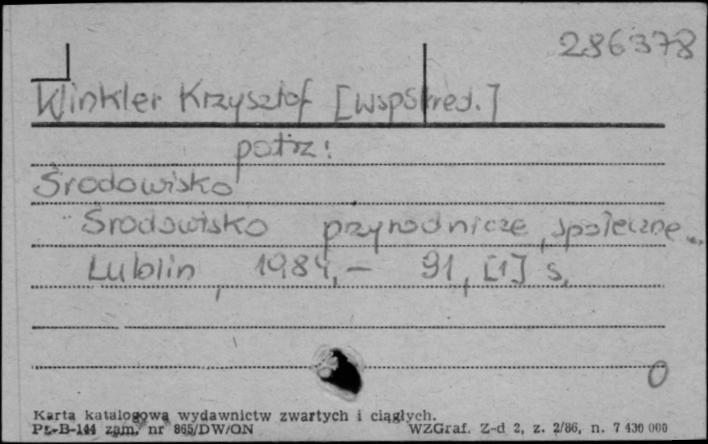 286378
Winkler Krzysztof [współred.]
patrz:
Środowisko
Środowisko przyrodnicze, społeczne...
Lublin, 1984, - 91, [1] s,
0
Karta katalogowa wydawnictw zwartych i ciągłych.
Pt-B-144 zam. nr 865/DW/ON WZGraf. Z-d 2, z. 2/86, n. 7 430 000